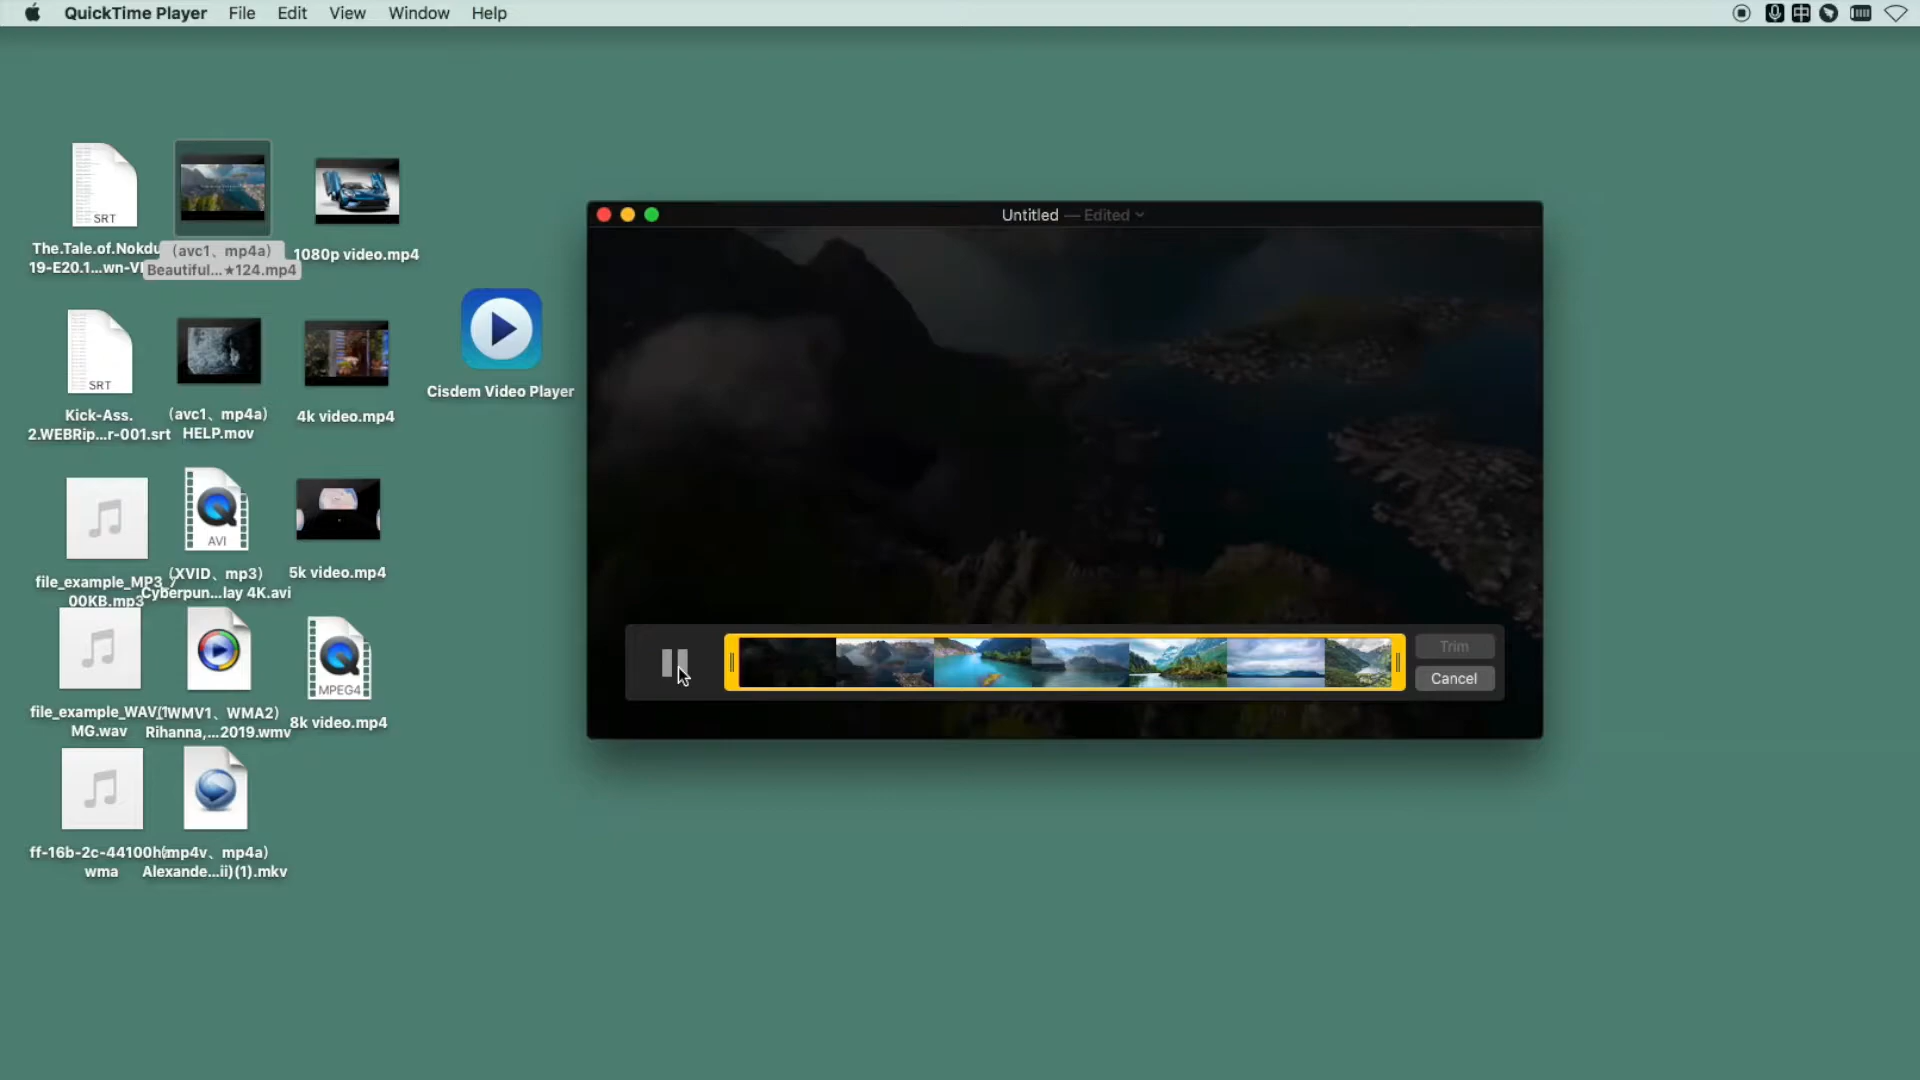 QuickTime Player File Edit View Window Help
中
SRT
The.Tale.of.Nokdu
19-E20.1...wn-VI
(avc1、mp4a)
Beautiful...★124.mp4
1080p video.mp4
Cisdem Video Player
SRT
Kick-Ass.
2.WEBRip...r-001.srt
(avc1、mp4a)
HELP.mov
4k video.mp4
file_example_MP3_7
00KB.mp3
AVI
(XVID、mp3)
Cyberpun...lay 4K.avi
5k video.mp4
file_example_WAV_1
MG.wav
(WMV1、WMA2)
Rihanna,...2019.wmv
MPEG4
8k video.mp4
ff-16b-2c-44100h
wma
(mp4v、mp4a)
Alexande...ii)(1).mkv
Untitled — Edited
Trim
Cancel